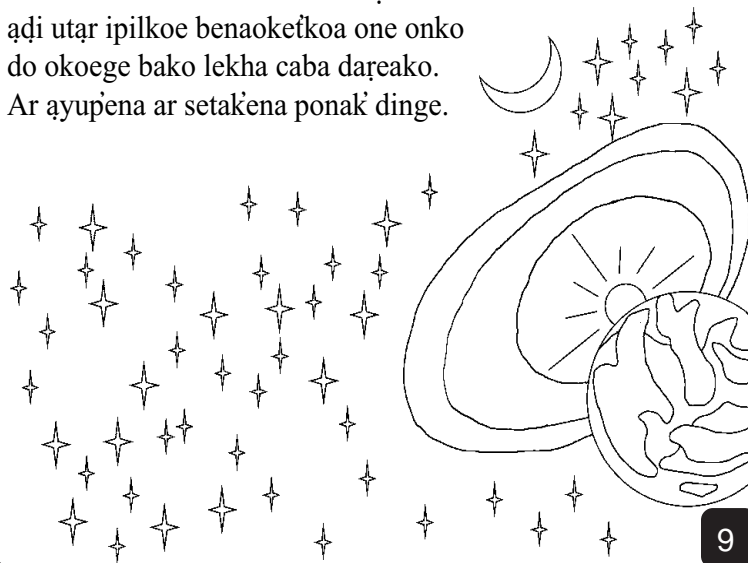 ạḍi utạr ipilkoe benaokeťkoa one onko
do okoege bako lekha caba daṛeako.
Ar ạyup̓ena ar setak̓ena ponak̓ dinge.
9